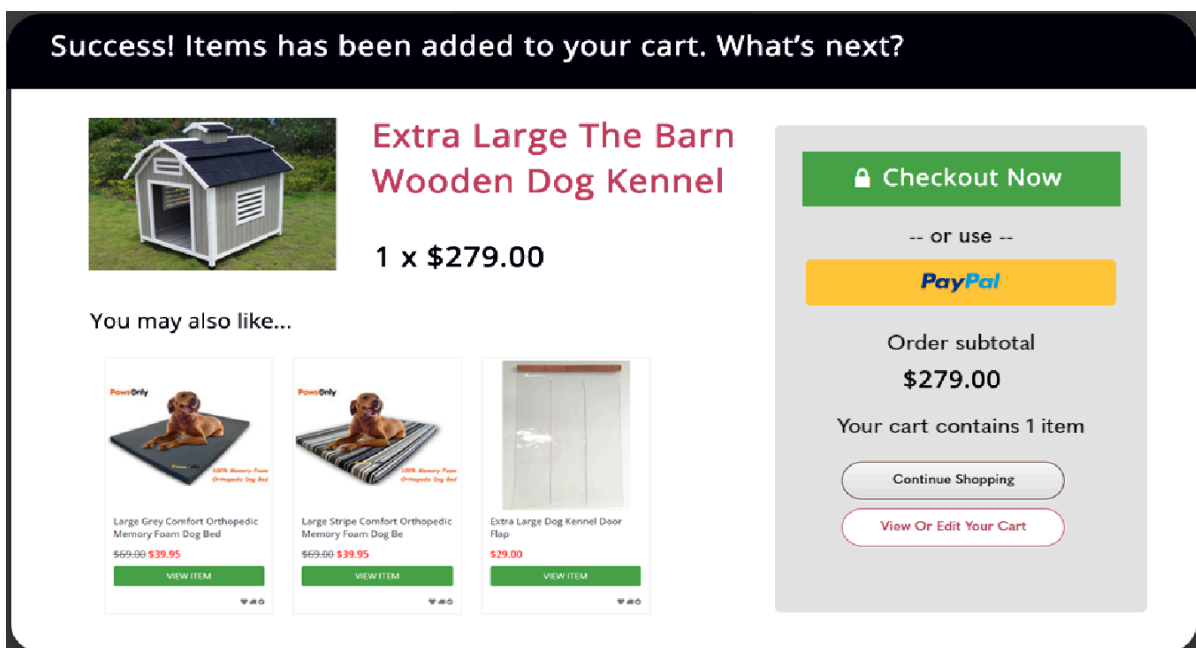 Success! Items has been added to your cart. What's next?
Extra Large The Barn
Wooden Dog Kennel
1 x $279.00
You may also like...
PawsOnly
100% Memory Foam
Orthopedic Dog Bed
Large Grey Comfort Orthopedic
Memory Foam Dog Bed
$69.00 $39.95
VIEW ITEM
PawsOnly
100% Memory Foam
Orthopedic Dog Bed
Large Stripe Comfort Orthopedic
Memory Foam Dog Be
$69.00 $39.95
VIEW ITEM
Extra Large Dog Kennel Door
Flap
$29.00
VIEW ITEM
Checkout Now
-- or use --
PayPal
Order subtotal
$279.00
Your cart contains 1 item
Continue Shopping
View Or Edit Your Cart